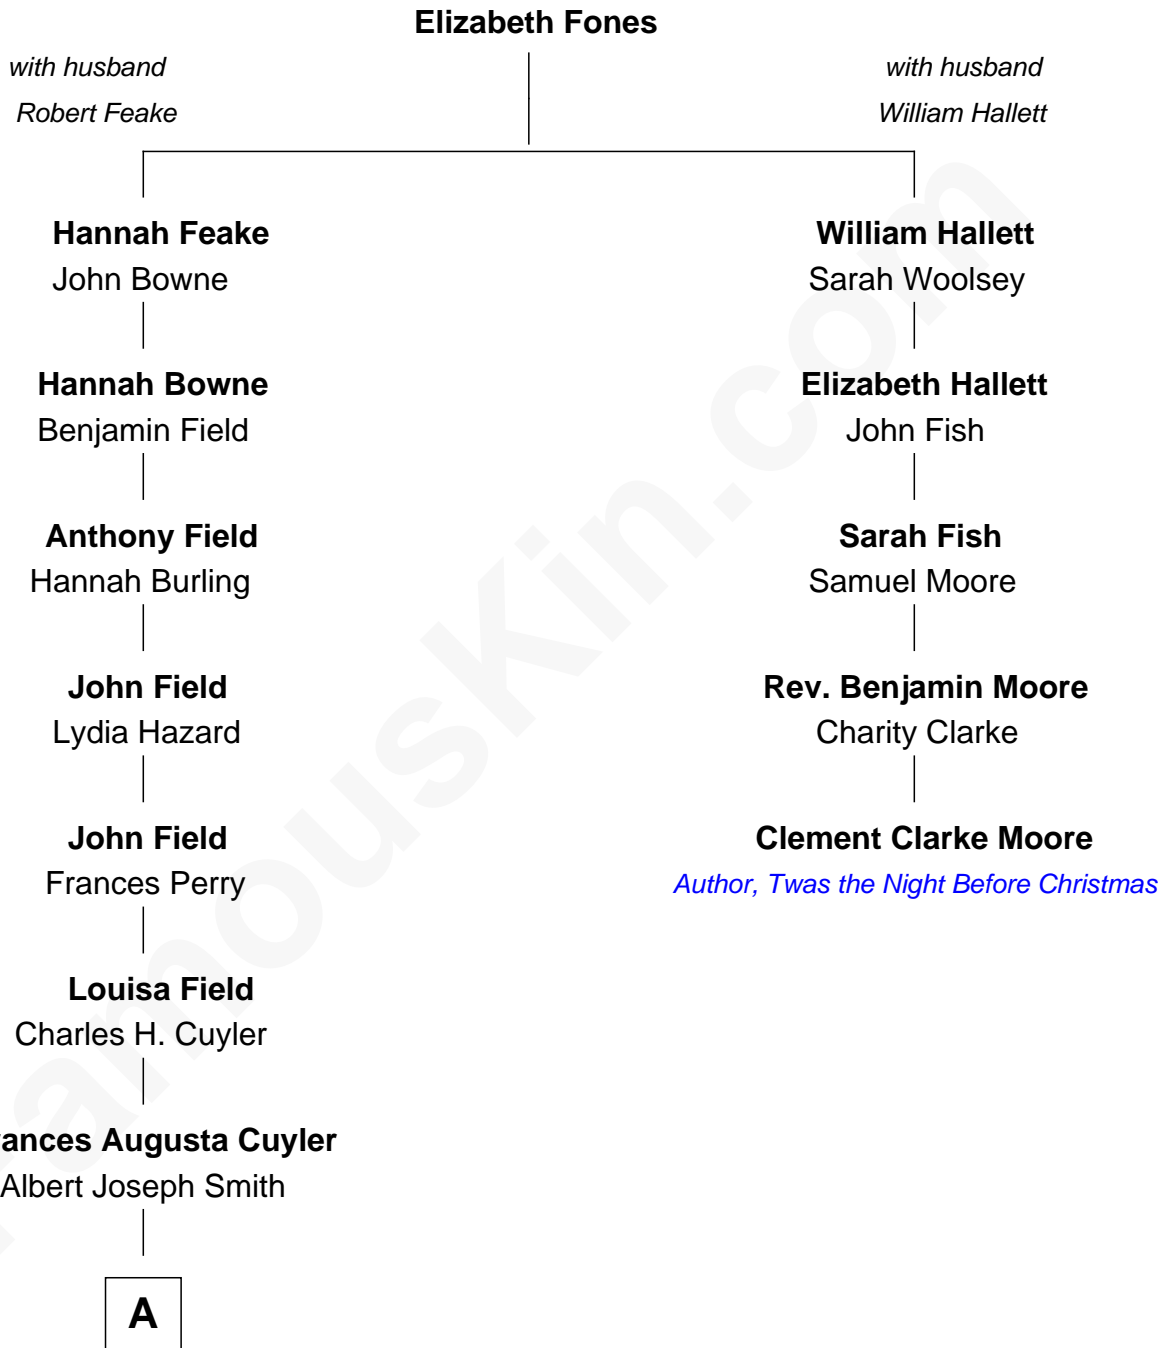 Elizabeth Fones
with husband
Robert Feake
with husband
William Hallett
Hannah Feake
John Bowne
William Hallett
Sarah Woolsey
Hannah Bowne
Benjamin Field
Elizabeth Hallett
John Fish
Anthony Field
Hannah Burling
Sarah Fish
Samuel Moore
John Field
Lydia Hazard
Rev. Benjamin Moore
Charity Clarke
John Field
Frances Perry
Clement Clarke Moore
Author, Twas the Night Before Christmas
Louisa Field
Charles H. Cuyler
ances Augusta Cuyler
Albert Joseph Smith
A
FamousKin.com